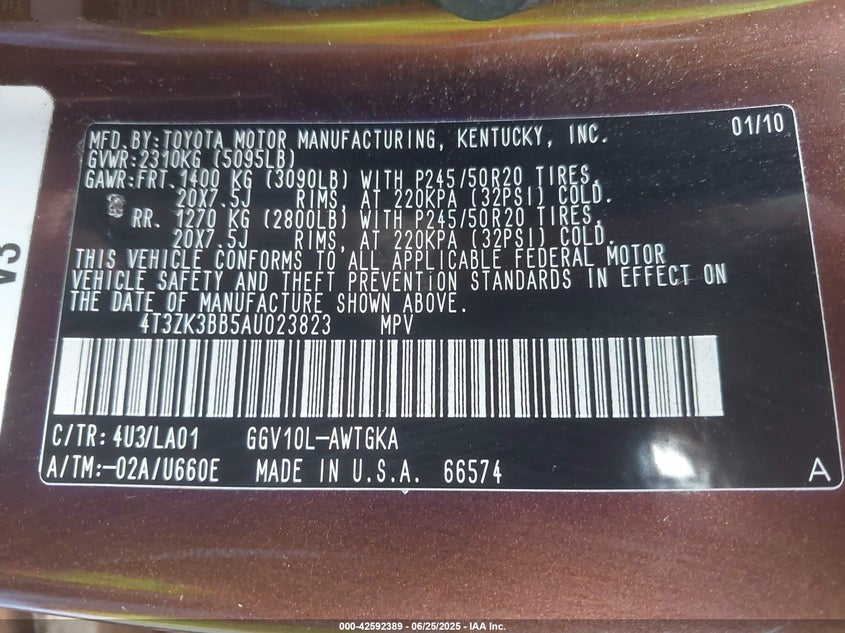 MFD.BY:TOYOTA MOTOR MANUFACTURING, KENTUCKY, INC. 01/10
GVWR:2310KG (5095LB)
GAWR:FRT. 1400 KG (3090LB) WITH P245/50R20 TIRES,
20X7.5J RIMS, AT 220KPA (32PSI) COLD.
RR. 1270 KG (2800LB) WITH P245/50R20 TIRES,
20X7.5J RIMS, AT 220KPA (32PSI) COLD.
THIS VEHICLE CONFORMS TO ALL APPLICABLE FEDERAL MOTOR
VEHICLE SAFETY AND THEFT PREVENTION STANDARDS IN EFFECT ON
THE DATE OF MANUFACTURE SHOWN ABOVE.
4T3ZK3BB5AU023823 MPV
C/TR: 4U3/LA01 GGV10L-AWTGKA
A/TM:-02A/U660E MADE IN U.S.A. 66574 A
V3
000-42592389 - 06/25/2025 - IAA Inc.